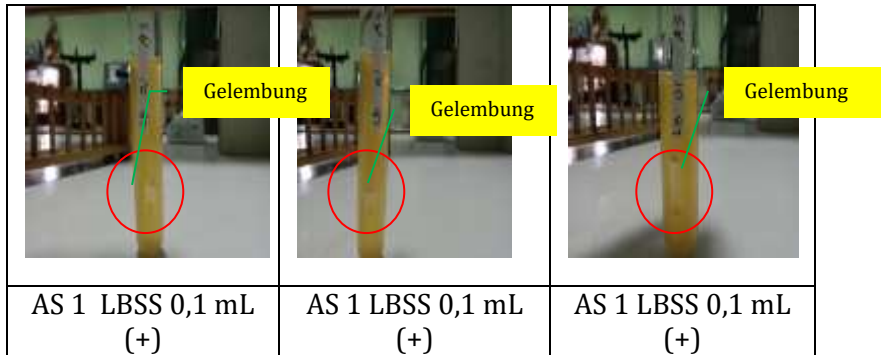 Gelembung
Gelembung
Gelembung
AS 1 LBSS 0,1 mL
(+)
AS 1 LBSS 0,1 mL
(+)
AS 1 LBSS 0,1 mL
(+)